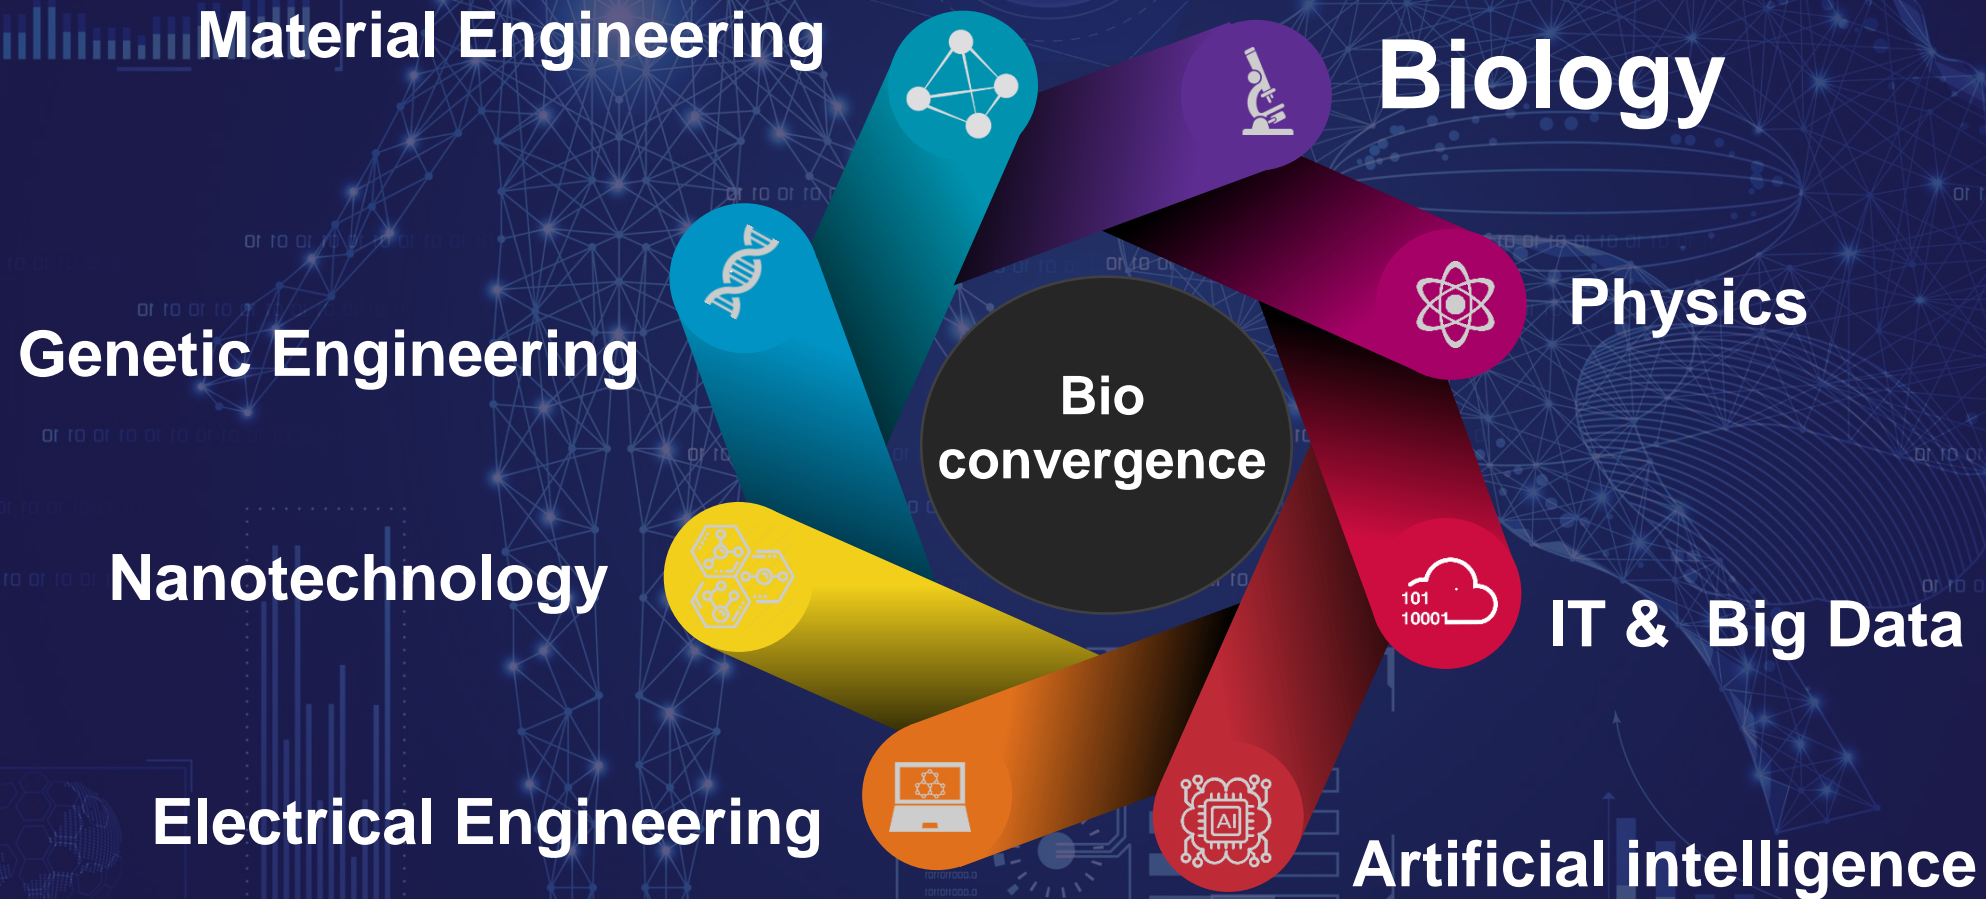 Material Engineering
Biology
Genetic Engineering
Physics
Bio
convergence
Nanotechnology
IT & Big Data
101
10001
Electrical Engineering
AI
Artificial intelligence